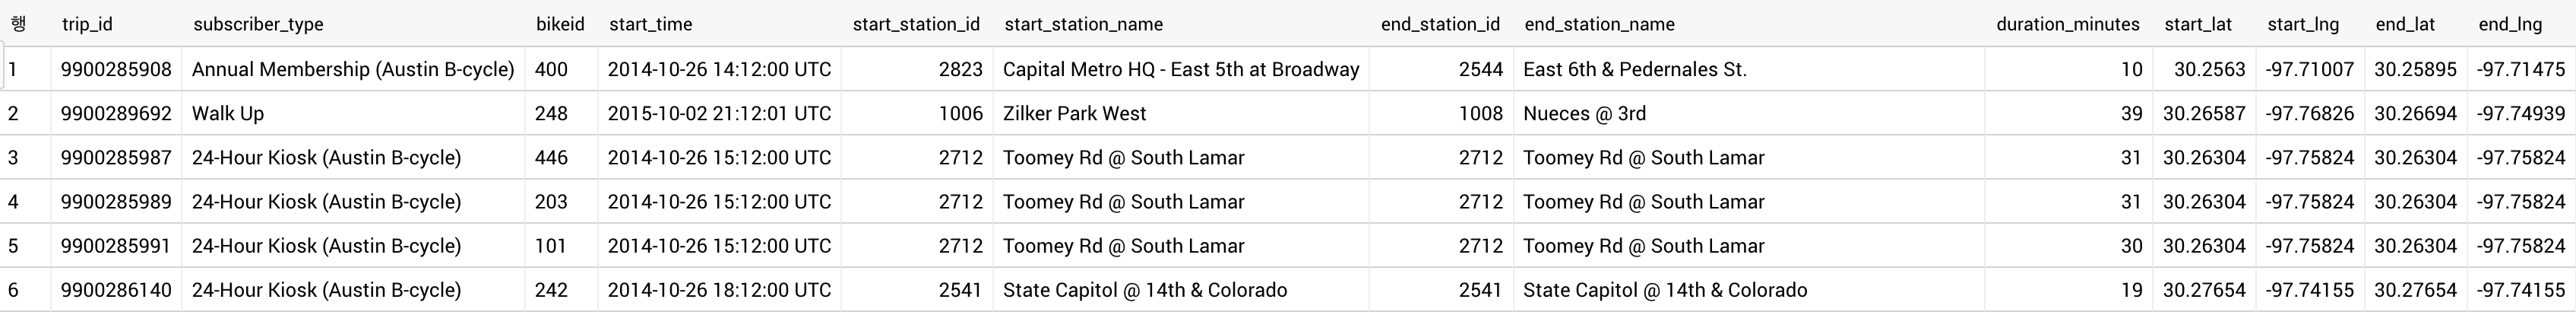 행 trip_id subscriber_type bikeid start_time start_station_id start_station_name end_station_id end_station_name duration_minutes start_lat start_lng end_lat end_lng
1 9900285908 Annual Membership (Austin B-cycle) 400 2014-10-26 14:12:00 UTC 2823 Capital Metro HQ - East 5th at Broadway 2544 East 6th & Pedernales St. 10 30.2563 -97.71007 30.25895 -97.71475
2 9900289692 Walk Up 248 2015-10-02 21:12:01 UTC 1006 Zilker Park West 1008 Nueces @ 3rd 39 30.26587 -97.76826 30.26694 -97.74939
3 9900285987 24-Hour Kiosk (Austin B-cycle) 446 2014-10-26 15:12:00 UTC 2712 Toomey Rd @ South Lamar 2712 Toomey Rd @ South Lamar 31 30.26304 -97.75824 30.26304 -97.75824
4 9900285989 24-Hour Kiosk (Austin B-cycle) 203 2014-10-26 15:12:00 UTC 2712 Toomey Rd @ South Lamar 2712 Toomey Rd @ South Lamar 31 30.26304 -97.75824 30.26304 -97.75824
5 9900285991 24-Hour Kiosk (Austin B-cycle) 101 2014-10-26 15:12:00 UTC 2712 Toomey Rd @ South Lamar 2712 Toomey Rd @ South Lamar 30 30.26304 -97.75824 30.26304 -97.75824
6 9900286140 24-Hour Kiosk (Austin B-cycle) 242 2014-10-26 18:12:00 UTC 2541 State Capitol @ 14th & Colorado 2541 State Capitol @ 14th & Colorado 19 30.27654 -97.74155 30.27654 -97.74155